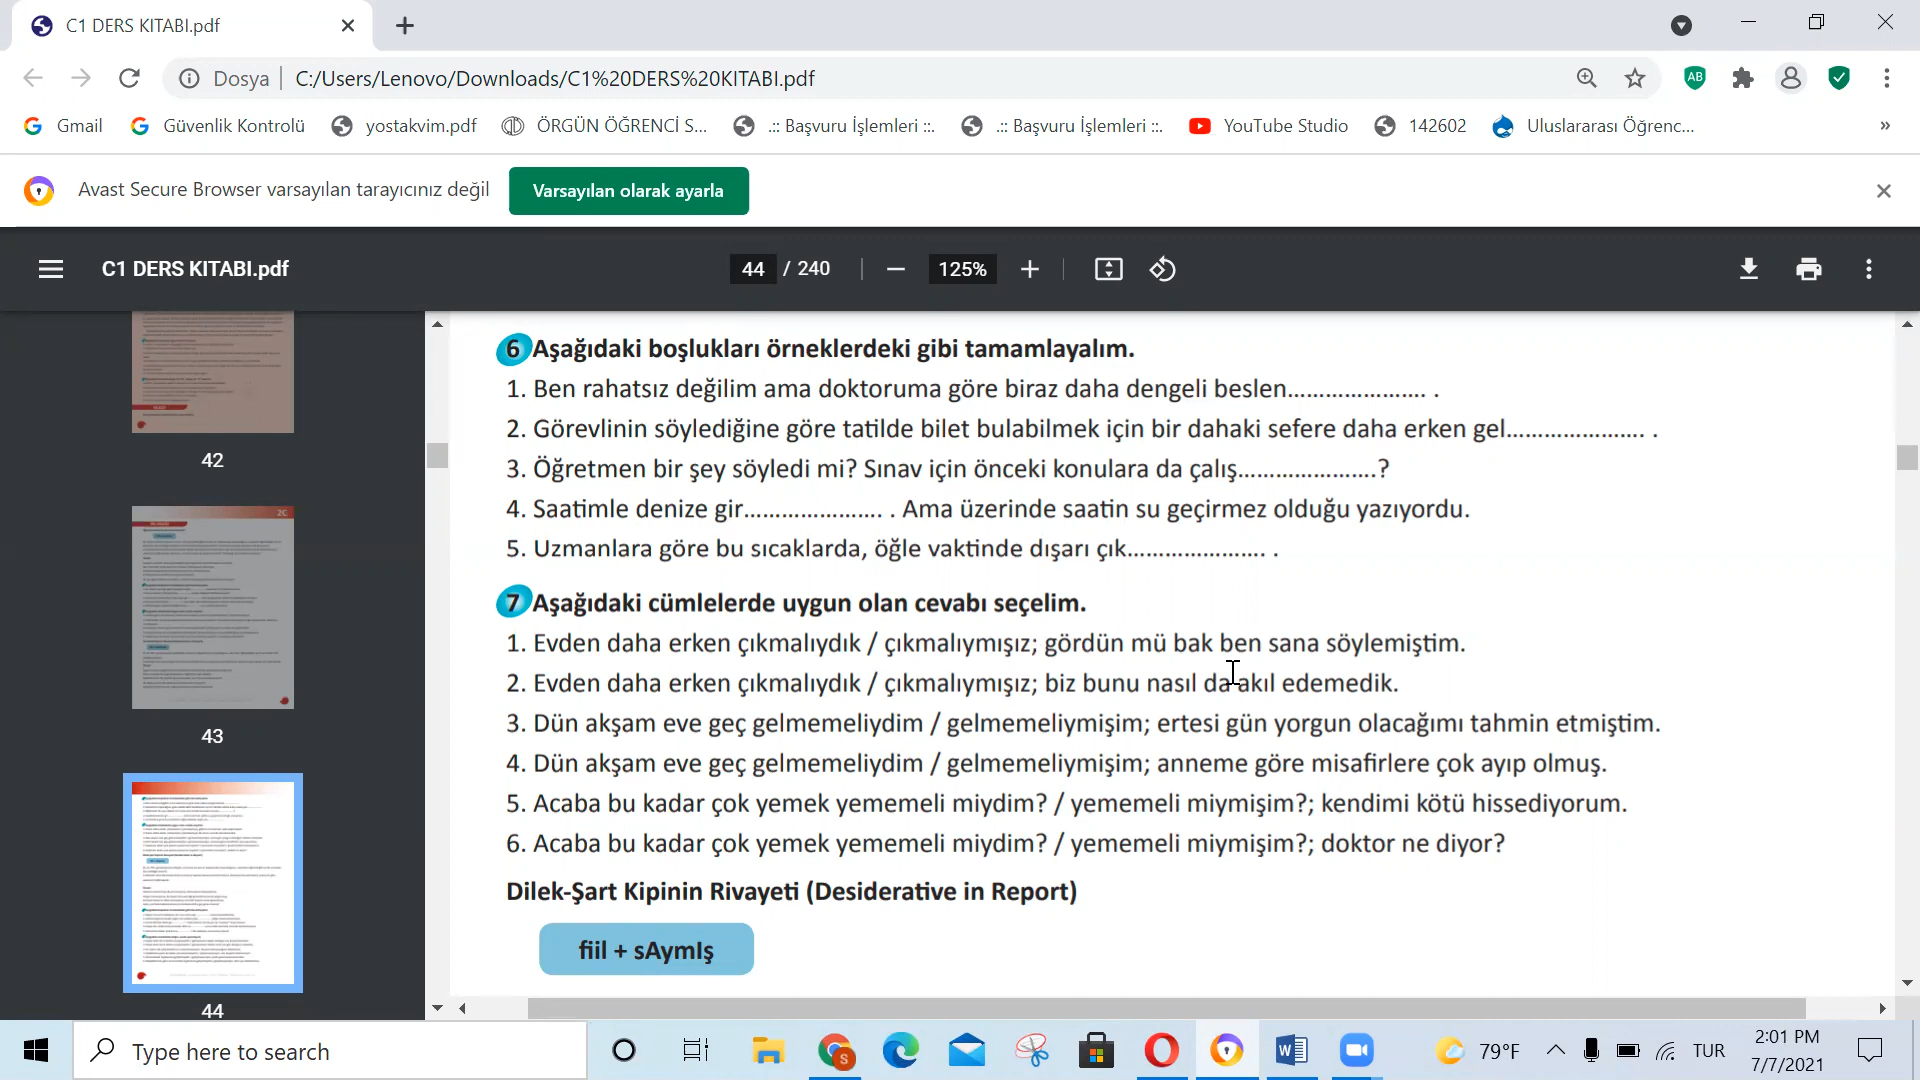 C1 DERS KITABI.pdf
Dosya
C:/Users/Lenovo/Downloads/C1%20DERS%20KITABI.pdf
AB
Gmail
Güvenlik Kontrolü
yostakvim.pdf
ÖRGÜN ÖĞRENCİ S...
.:: Başvuru İşlemleri ::.
.:: Başvuru İşlemleri ::.
YouTube Studio
142602
Uluslararası Öğrenc...
»
Avast Secure Browser varsayılan tarayıcınız değil
Varsayılan olarak ayarla
C1 DERS KITABI.pdf
44 / 240
125%
42
43
44
6 Aşağıdaki boşlukları örneklerdeki gibi tamamlayalım.
1. Ben rahatsız değilim ama doktoruma göre biraz daha dengeli beslen...................... .
2. Görevlinin söylediğine göre tatilde bilet bulabilmek için bir dahaki sefere daha erken gel...................... .
3. Öğretmen bir şey söyledi mi? Sınav için önceki konulara da çalış......................?
4. Saatimle denize gir...................... . Ama üzerinde saatin su geçirmez olduğu yazıyordu.
5. Uzmanlara göre bu sıcaklarda, öğle vaktinde dışarı çık...................... .
7 Aşağıdaki cümlelerde uygun olan cevabı seçelim.
1. Evden daha erken çıkmalıydık / çıkmalıymışız; gördün mü bak ben sana söylemiştim.
2. Evden daha erken çıkmalıydık / çıkmalıymışız; biz bunu nasıl da akıl edemedik.
3. Dün akşam eve geç gelmemeliydim / gelmemeliymişim; ertesi gün yorgun olacağımı tahmin etmiştim.
4. Dün akşam eve geç gelmemeliydim / gelmemeliymişim; anneme göre misafirlere çok ayıp olmuş.
5. Acaba bu kadar çok yemek yememeli miydim? / yememeli miymişim?; kendimi kötü hissediyorum.
6. Acaba bu kadar çok yemek yememeli miydim? / yememeli miymişim?; doktor ne diyor?
Dilek-Şart Kipinin Rivayeti (Desiderative in Report)
fiil + sAymIş
Type here to search
S
79°F
TUR
2:01 PM
7/7/2021